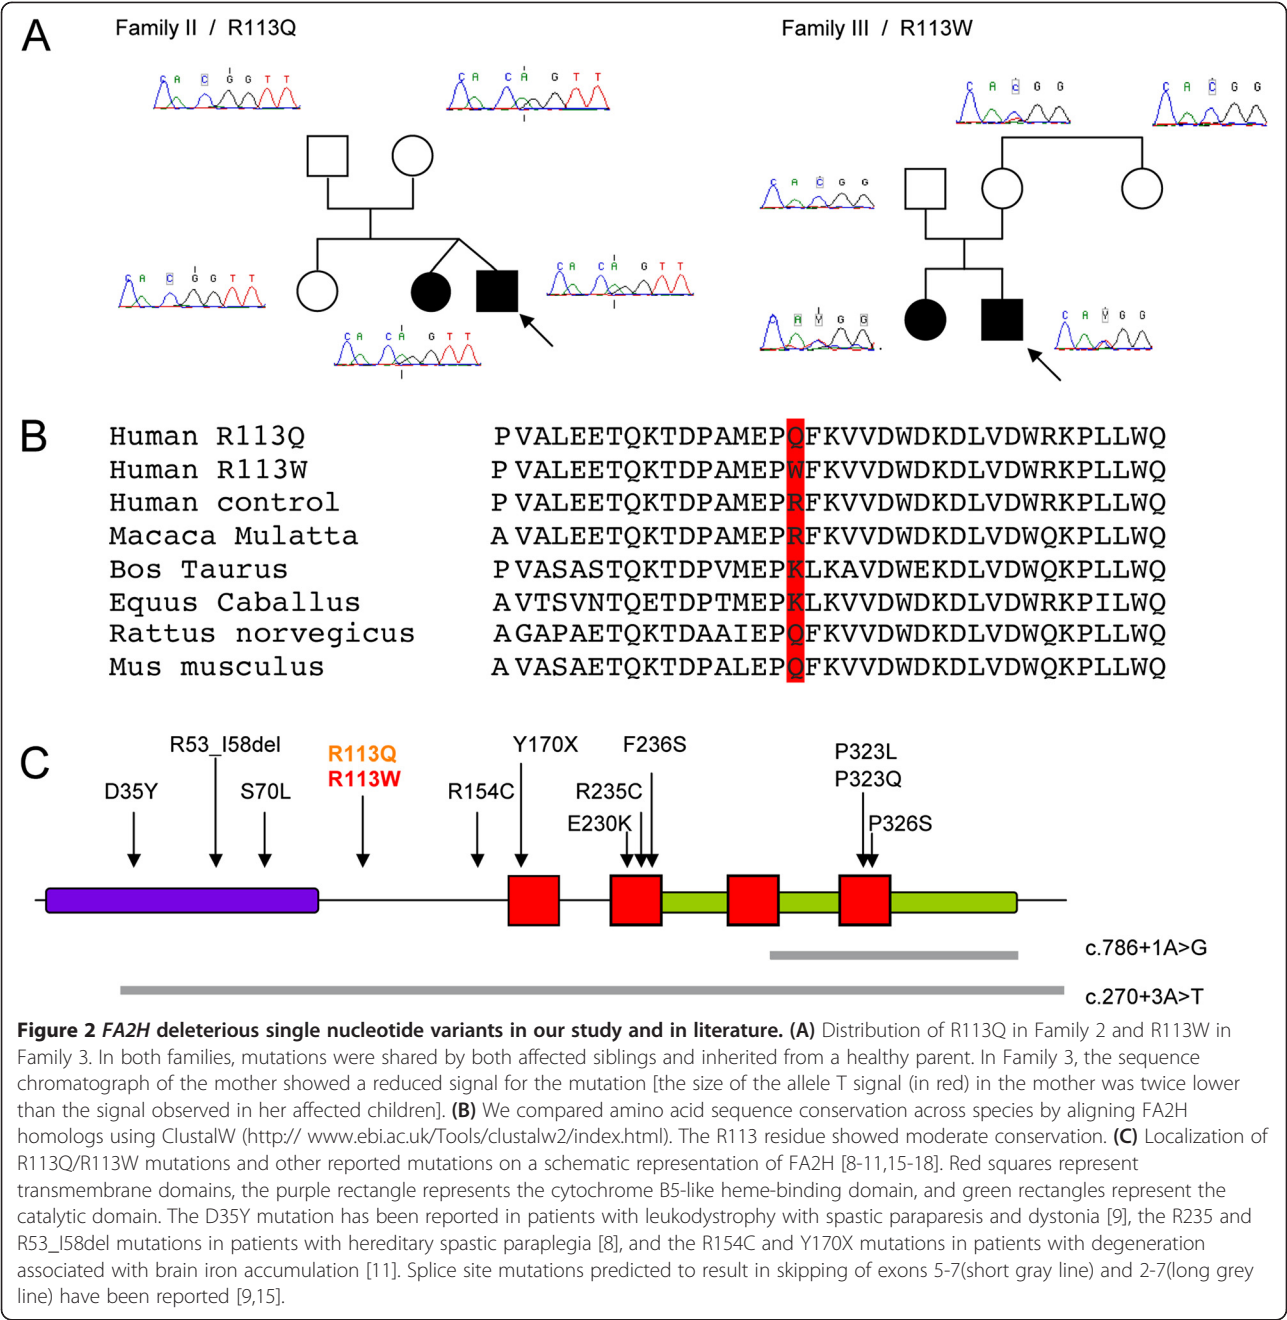 A
Family II / R113Q
Family III / R113W
C A C G G T T
C A C A G T T
C A C G G
C A C G G
C A C G G
C A C G G T T
C A C A G T T
C A C A G T T
C A Y G G
C A Y G G
B
Human R113Q PVALEETQKTDPAMEPQFKVVDWDKDLVDWRKPLLWQ
Human R113W PVALEETQKTDPAMEPWFKVVDWDKDLVDWRKPLLWQ
Human control PVALEETQKTDPAMEPRFKVVDWDKDLVDWRKPLLWQ
Macaca Mulatta AVALEETQKTDPAMEPRFKVVDWDKDLVDWQKPLLWQ
Bos Taurus PVASASTQKTDPVMEPKLKAVDWEKDLVDWQKPLLWQ
Equus Caballus AVTSVNTQETDPTMEPKLKVVDWDKDLVDWRKPILWQ
Rattus norvegicus AGAPAETQKTDAAIEPQFKVVDWDKDLVDWQKPLLWQ
Mus musculus AVASAETQKTDPALEPQFKVVDWDKDLVDWQKPLLWQ
C
R53_I58del
R113Q
R113W
Y170X
F236S
P323L
P323Q
D35Y
S70L
R154C
R235C
E230K
P326S
c.786+1A>G
c.270+3A>T
Figure 2 FA2H deleterious single nucleotide variants in our study and in literature. (A) Distribution of R113Q in Family 2 and R113W in
Family 3. In both families, mutations were shared by both affected siblings and inherited from a healthy parent. In Family 3, the sequence
chromatograph of the mother showed a reduced signal for the mutation [the size of the allele T signal (in red) in the mother was twice lower
than the signal observed in her affected children]. (B) We compared amino acid sequence conservation across species by aligning FA2H
homologs using ClustalW (http:// www.ebi.ac.uk/Tools/clustalw2/index.html). The R113 residue showed moderate conservation. (C) Localization of
R113Q/R113W mutations and other reported mutations on a schematic representation of FA2H [8-11,15-18]. Red squares represent
transmembrane domains, the purple rectangle represents the cytochrome B5-like heme-binding domain, and green rectangles represent the
catalytic domain. The D35Y mutation has been reported in patients with leukodystrophy with spastic paraparesis and dystonia [9], the R235 and
R53_I58del mutations in patients with hereditary spastic paraplegia [8], and the R154C and Y170X mutations in patients with degeneration
associated with brain iron accumulation [11]. Splice site mutations predicted to result in skipping of exons 5-7(short gray line) and 2-7(long grey
line) have been reported [9,15].